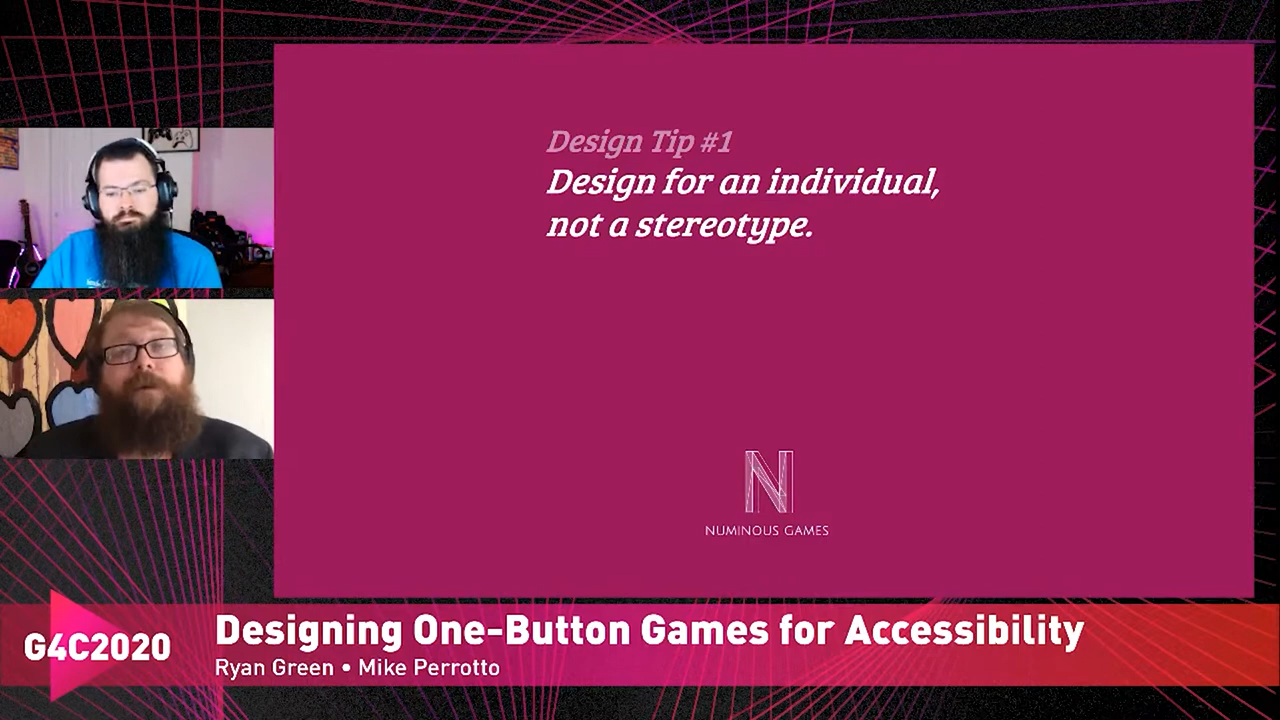 Design Tip #1
Design for an individual,
not a stereotype.
NUMINOUS GAMES
G4C2020
Designing One-Button Games for Accessibility
Ryan Green • Mike Perrotto